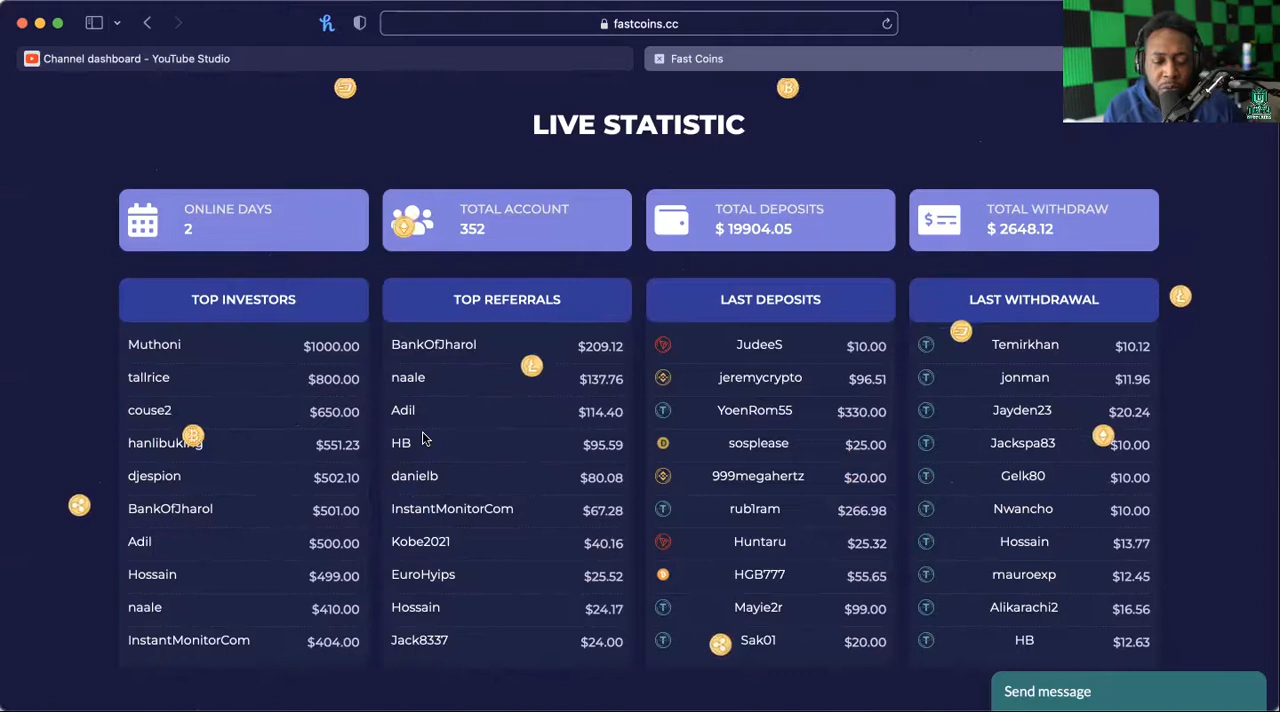 fastcoins.cc
Channel dashboard - YouTube Studio
Fast Coins
LIVE STATISTIC
ONLINE DAYS
2
TOTAL ACCOUNT
352
TOTAL DEPOSITS
$ 19904.05
TOTAL WITHDRAW
$ 2648.12
TOP INVESTORS
Muthoni $1000.00
tallrice $800.00
couse2 $650.00
hanlibuking $551.23
djespion $502.10
BankOfJharol $501.00
Adil $500.00
Hossain $499.00
naale $410.00
InstantMonitorCom $404.00
TOP REFERRALS
BankOfJharol $209.12
naale $137.76
Adil $114.40
HB $95.59
danielb $80.08
InstantMonitorCom $67.28
Kobe2021 $40.16
EuroHyips $25.52
Hossain $24.17
Jack8337 $24.00
LAST DEPOSITS
JudeeS $10.00
jeremycrypto $96.51
YoenRom55 $330.00
sosplease $25.00
999megahertz $20.00
rub1ram $266.98
Huntaru $25.32
HGB777 $55.65
Mayie2r $99.00
Sak01 $20.00
LAST WITHDRAWAL
Temirkhan $10.12
jonman $11.96
Jayden23 $20.24
Jackspa83 $10.00
Gelk80 $10.00
Nwancho $10.00
Hossain $13.77
mauroexp $12.45
Alikarachi2 $16.56
HB $12.63
Send message